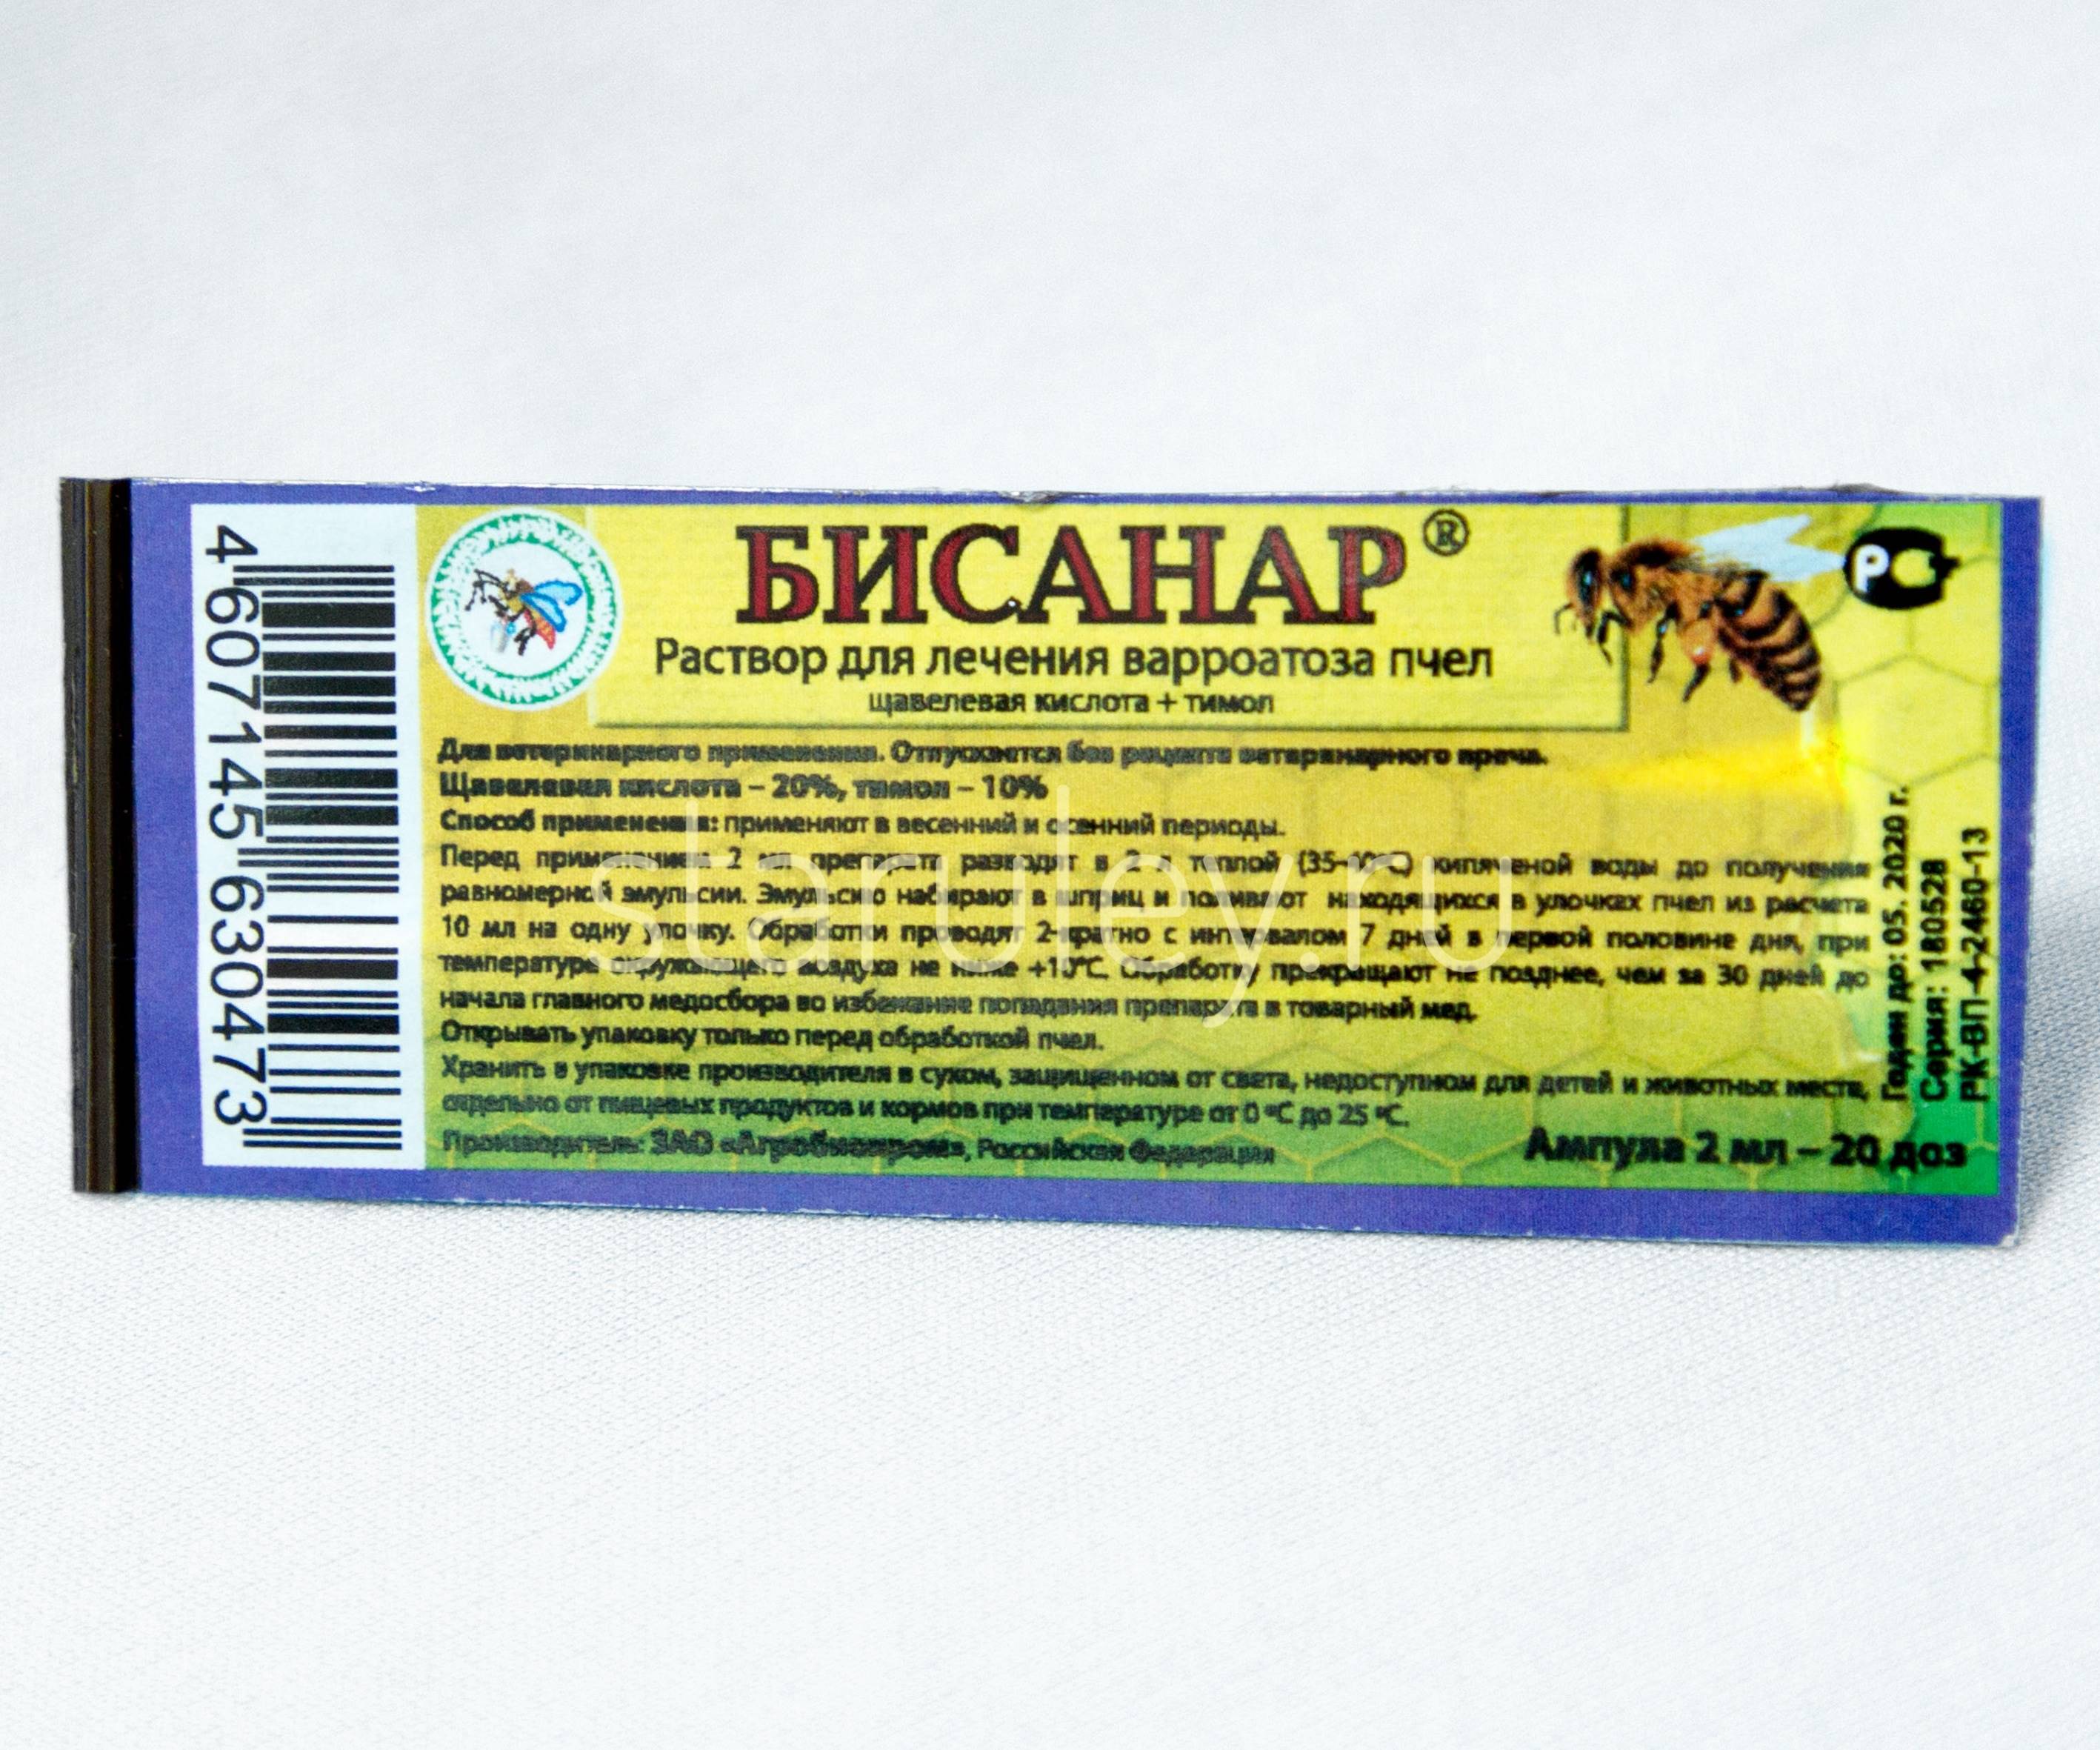 4 607145 630473
БИСАНАР®
Раствор для лечения варроатоза пчел
щавелевая кислота + тимол
РС
Для ветеринарного применения. Отпускается без рецепта ветеринарного врача.
Щавелевая кислота – 20%, тимол – 10%
Способ применения: применяют в весенний и осенний периоды.
Перед применением 2 мл препарата разводят в 2 л теплой (35-40°С) кипяченой воды до получения
равномерной эмульсии. Эмульсию набирают в шприц и поливают находящихся в улочках пчел из расчета
10 мл на одну улочку. Обработки проводят 2-кратно с интервалом 7 дней в первой половине дня, при
температуре окружающего воздуха не ниже +10°С. Обработку прекращают не позднее, чем за 30 дней до
начала главного медосбора во избежание попадания препарата в товарный мед.
Открывать упаковку только перед обработкой пчел.
Хранить в упаковке производителя в сухом, защищенном от света, недоступном для детей и животных месте,
отдельно от пищевых продуктов и кормов при температуре от 0 °С до 25 °С.
Производитель: ЗАО «Агробиопром», Российская Федерация
Ампула 2 мл – 20 доз
Годен до: 05. 2020 г.
Серия: 180528
РК-ВП-4-2460-13
staruley.ru